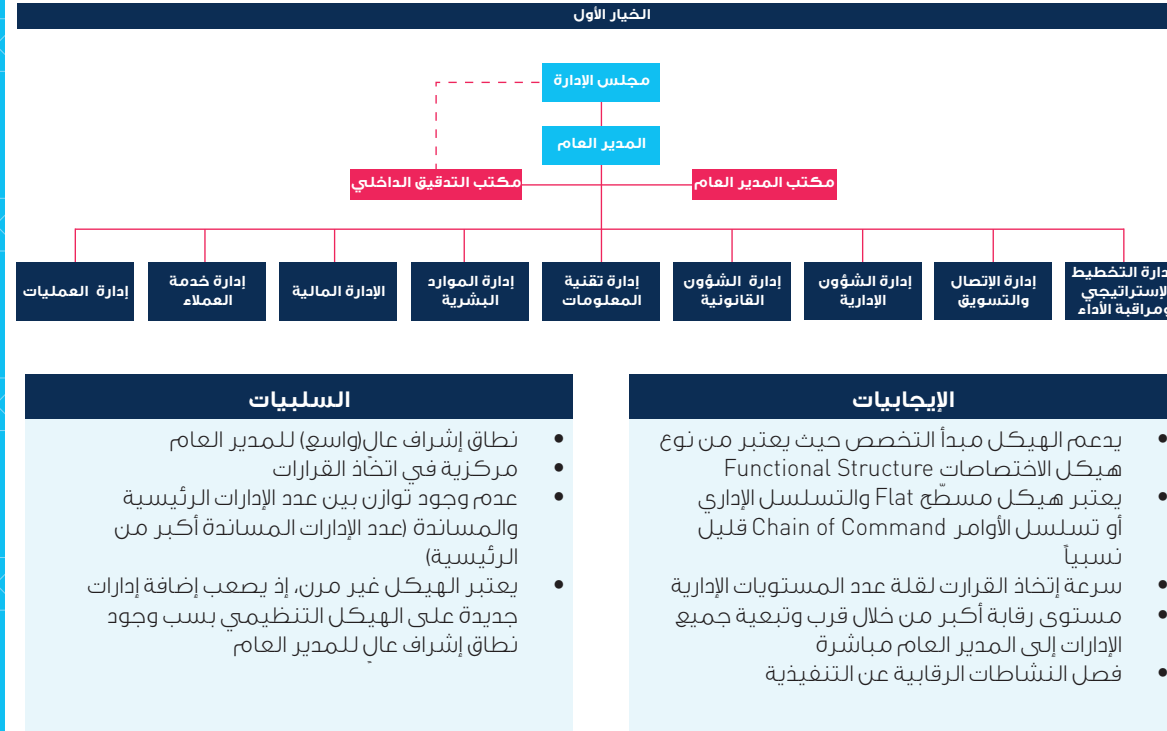 الخيار الأول
مجلس الإدارة
المدير العام
مكتب المدير العام
مكتب التدقيق الداخلي
دارة التخطيط
لإستراتيجي
ومراقبة الأداء
إدارة الإتصال
والتسويق
إدارة الشؤون
الإدارية
إدارة الشؤون
القانونية
إدارة تقنية
المعلومات
إدارة الموارد
البشرية
الإدارة المالية
إدارة خدمة
العملاء
إدارة العمليات
الإيجابيات
• يدعم الهيكل مبدأ التخصص حيث يعتبر من نوع
هيكل الاختصاصات Functional Structure
• يعتبر هيكل مسطّح Flat والتسلسل الإداري
أو تسلسل الأوامر Chain of Command قليل
نسبياً
• سرعة إتخاذ القرارت لقلة عدد المستويات الإدارية
• مستوى رقابة أكبر من خلال قرب وتبعية جميع
الإدارات إلى المدير العام مباشرة
• فصل النشاطات الرقابية عن التنفيذية
السلبيات
• نطاق إشراف عالٍ(واسع) للمدير العام
• مركزية في اتخاذ القرارات
• عدم وجود توازن بين عدد الإدارات الرئيسية
والمساندة (عدد الإدارات المساندة أكبر من
الرئيسية)
• يعتبر الهيكل غير مرن، إذ يصعب إضافة إدارات
جديدة على الهيكل التنظيمي بسب وجود
نطاق إشراف عالٍ للمدير العام